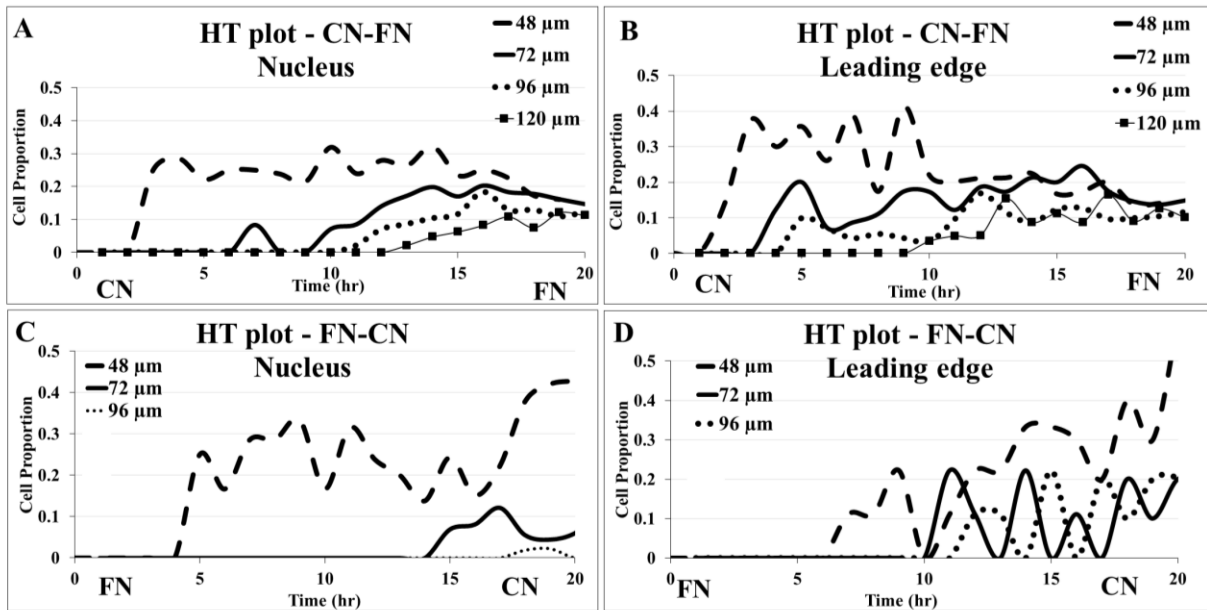 A
HT plot - CN-FN
Nucleus
48 µm
72 µm
96 µm
120 µm
Cell Proportion
0.5
0.4
0.3
0.2
0.1
0
0 5 10 15 20
CN
Time (hr)
FN
B
HT plot - CN-FN
Leading edge
48 µm
72 µm
96 µm
120 µm
Cell Proportion
0.5
0.4
0.3
0.2
0.1
0
0 5 10 15 20
CN
Time (hr)
FN
C
HT plot - FN-CN
Nucleus
48 µm
72 µm
96 µm
Cell Proportion
0.5
0.4
0.3
0.2
0.1
0
0 5 10 15 20
FN
Time (hr)
CN
D
HT plot - FN-CN
Leading edge
48 µm
72 µm
96 µm
Cell Proportion
0.5
0.4
0.3
0.2
0.1
0
0 5 10 15 20
FN
Time (hr)
CN